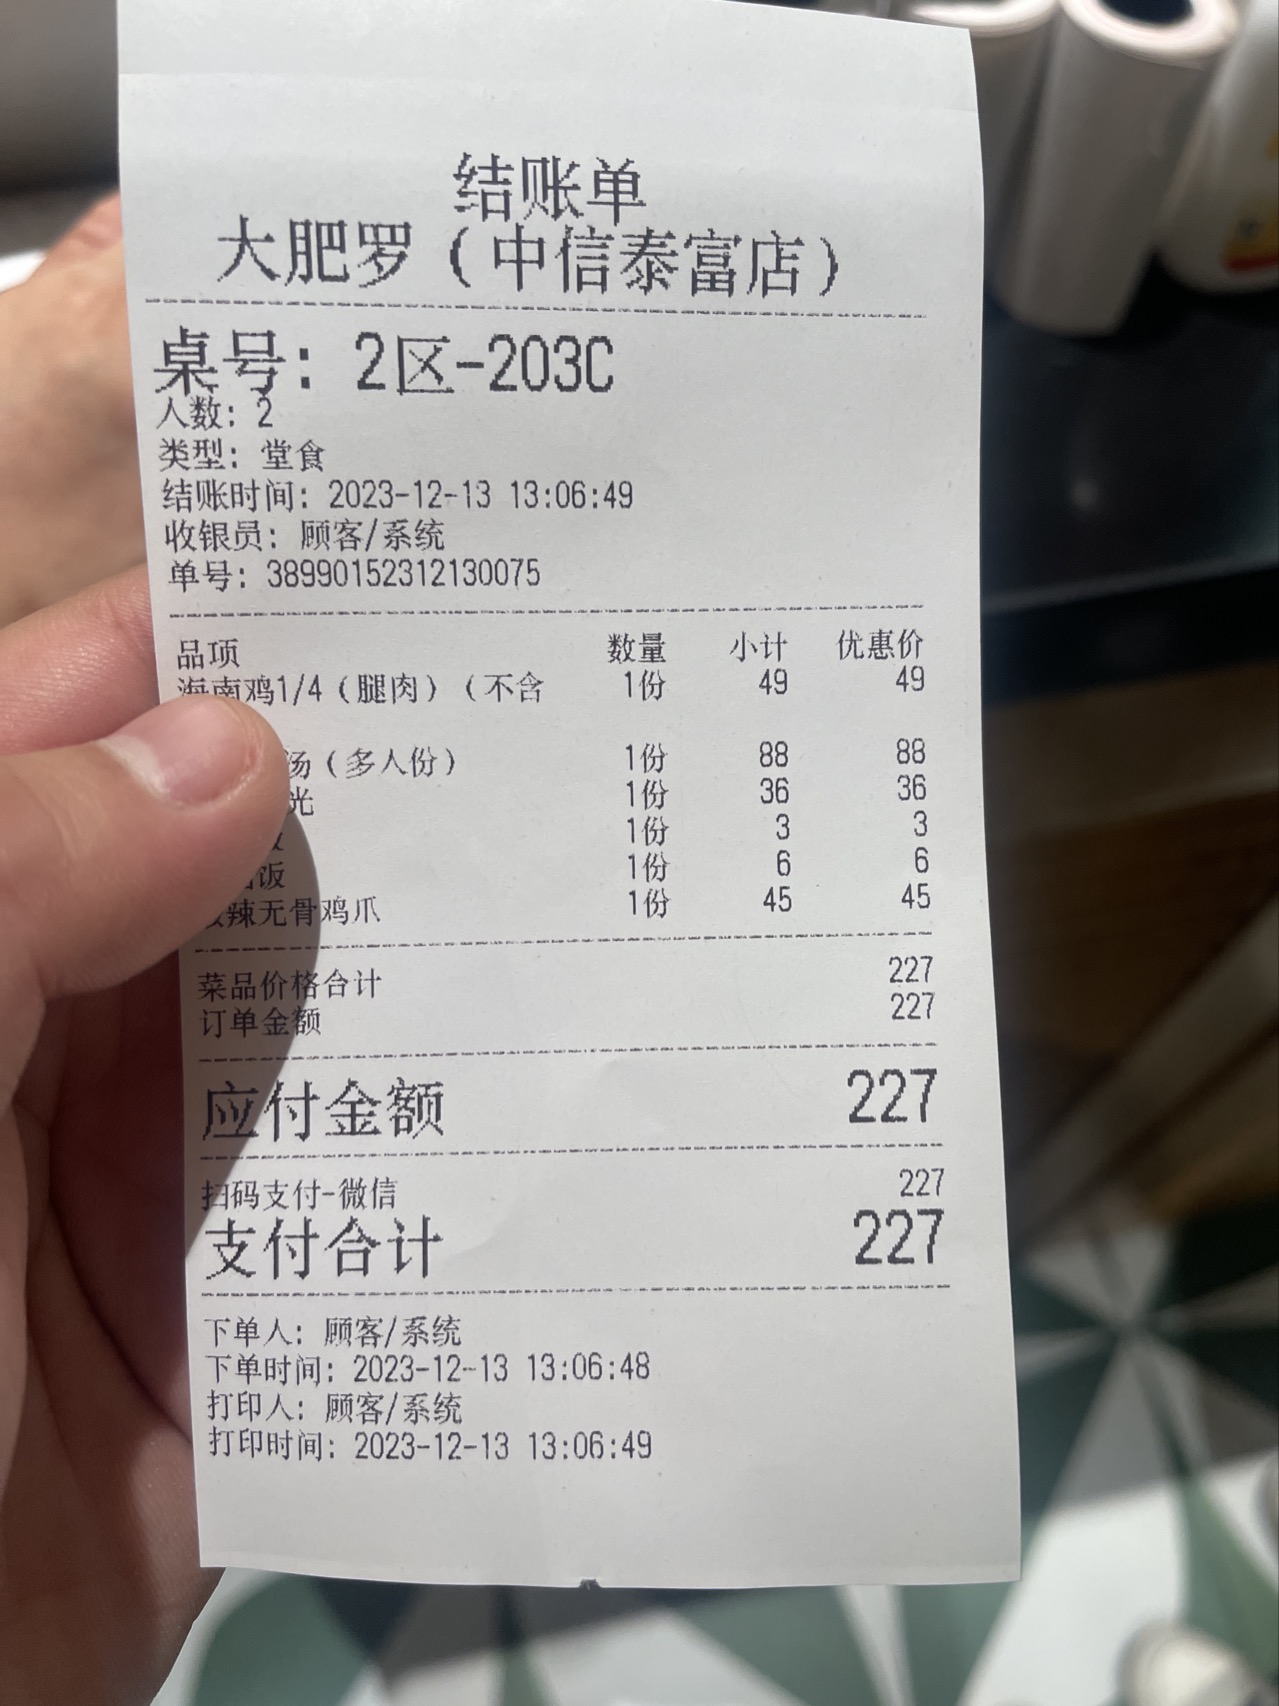 结账单
大肥罗（中信泰富店）
桌号：2区-203C
人数：2
类型：堂食
结账时间：2023-12-13 13:06:49
收银员：顾客/系统
单号：38990152312130075
品项 数量 小计 优惠价
海南鸡1/4（腿肉）（不含 1份 49 49
汤（多人份） 1份 88 88
光 1份 36 36
1份 3 3
饭 1份 6 6
辣无骨鸡爪 1份 45 45
菜品价格合计 227
订单金额 227
应付金额 227
扫码支付-微信 227
支付合计 227
下单人：顾客/系统
下单时间：2023-12-13 13:06:48
打印人：顾客/系统
打印时间：2023-12-13 13:06:49